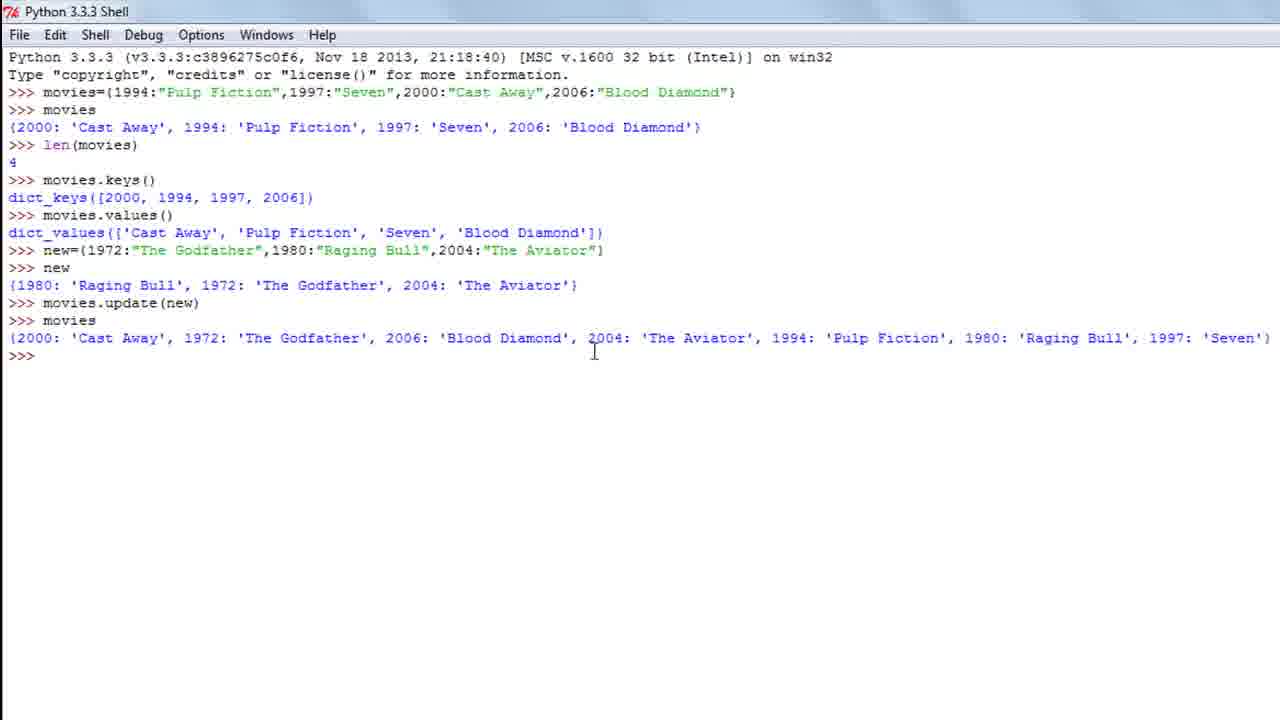 Python 3.3.3 Shell
File Edit Shell Debug Options Windows Help
Python 3.3.3 (v3.3.3:c3896275c0f6, Nov 18 2013, 21:18:40) [MSC v.1600 32 bit (Intel)] on win32
Type "copyright", "credits" or "license()" for more information.
>>> movies={1994:"Pulp Fiction",1997:"Seven",2000:"Cast Away",2006:"Blood Diamond"}
>>> movies
{2000: 'Cast Away', 1994: 'Pulp Fiction', 1997: 'Seven', 2006: 'Blood Diamond'}
>>> len(movies)
4
>>> movies.keys()
dict_keys([2000, 1994, 1997, 2006])
>>> movies.values()
dict_values(['Cast Away', 'Pulp Fiction', 'Seven', 'Blood Diamond'])
>>> new={1972:"The Godfather",1980:"Raging Bull",2004:"The Aviator"}
>>> new
{1980: 'Raging Bull', 1972: 'The Godfather', 2004: 'The Aviator'}
>>> movies.update(new)
>>> movies
{2000: 'Cast Away', 1972: 'The Godfather', 2006: 'Blood Diamond', 2004: 'The Aviator', 1994: 'Pulp Fiction', 1980: 'Raging Bull', 1997: 'Seven'}
>>>